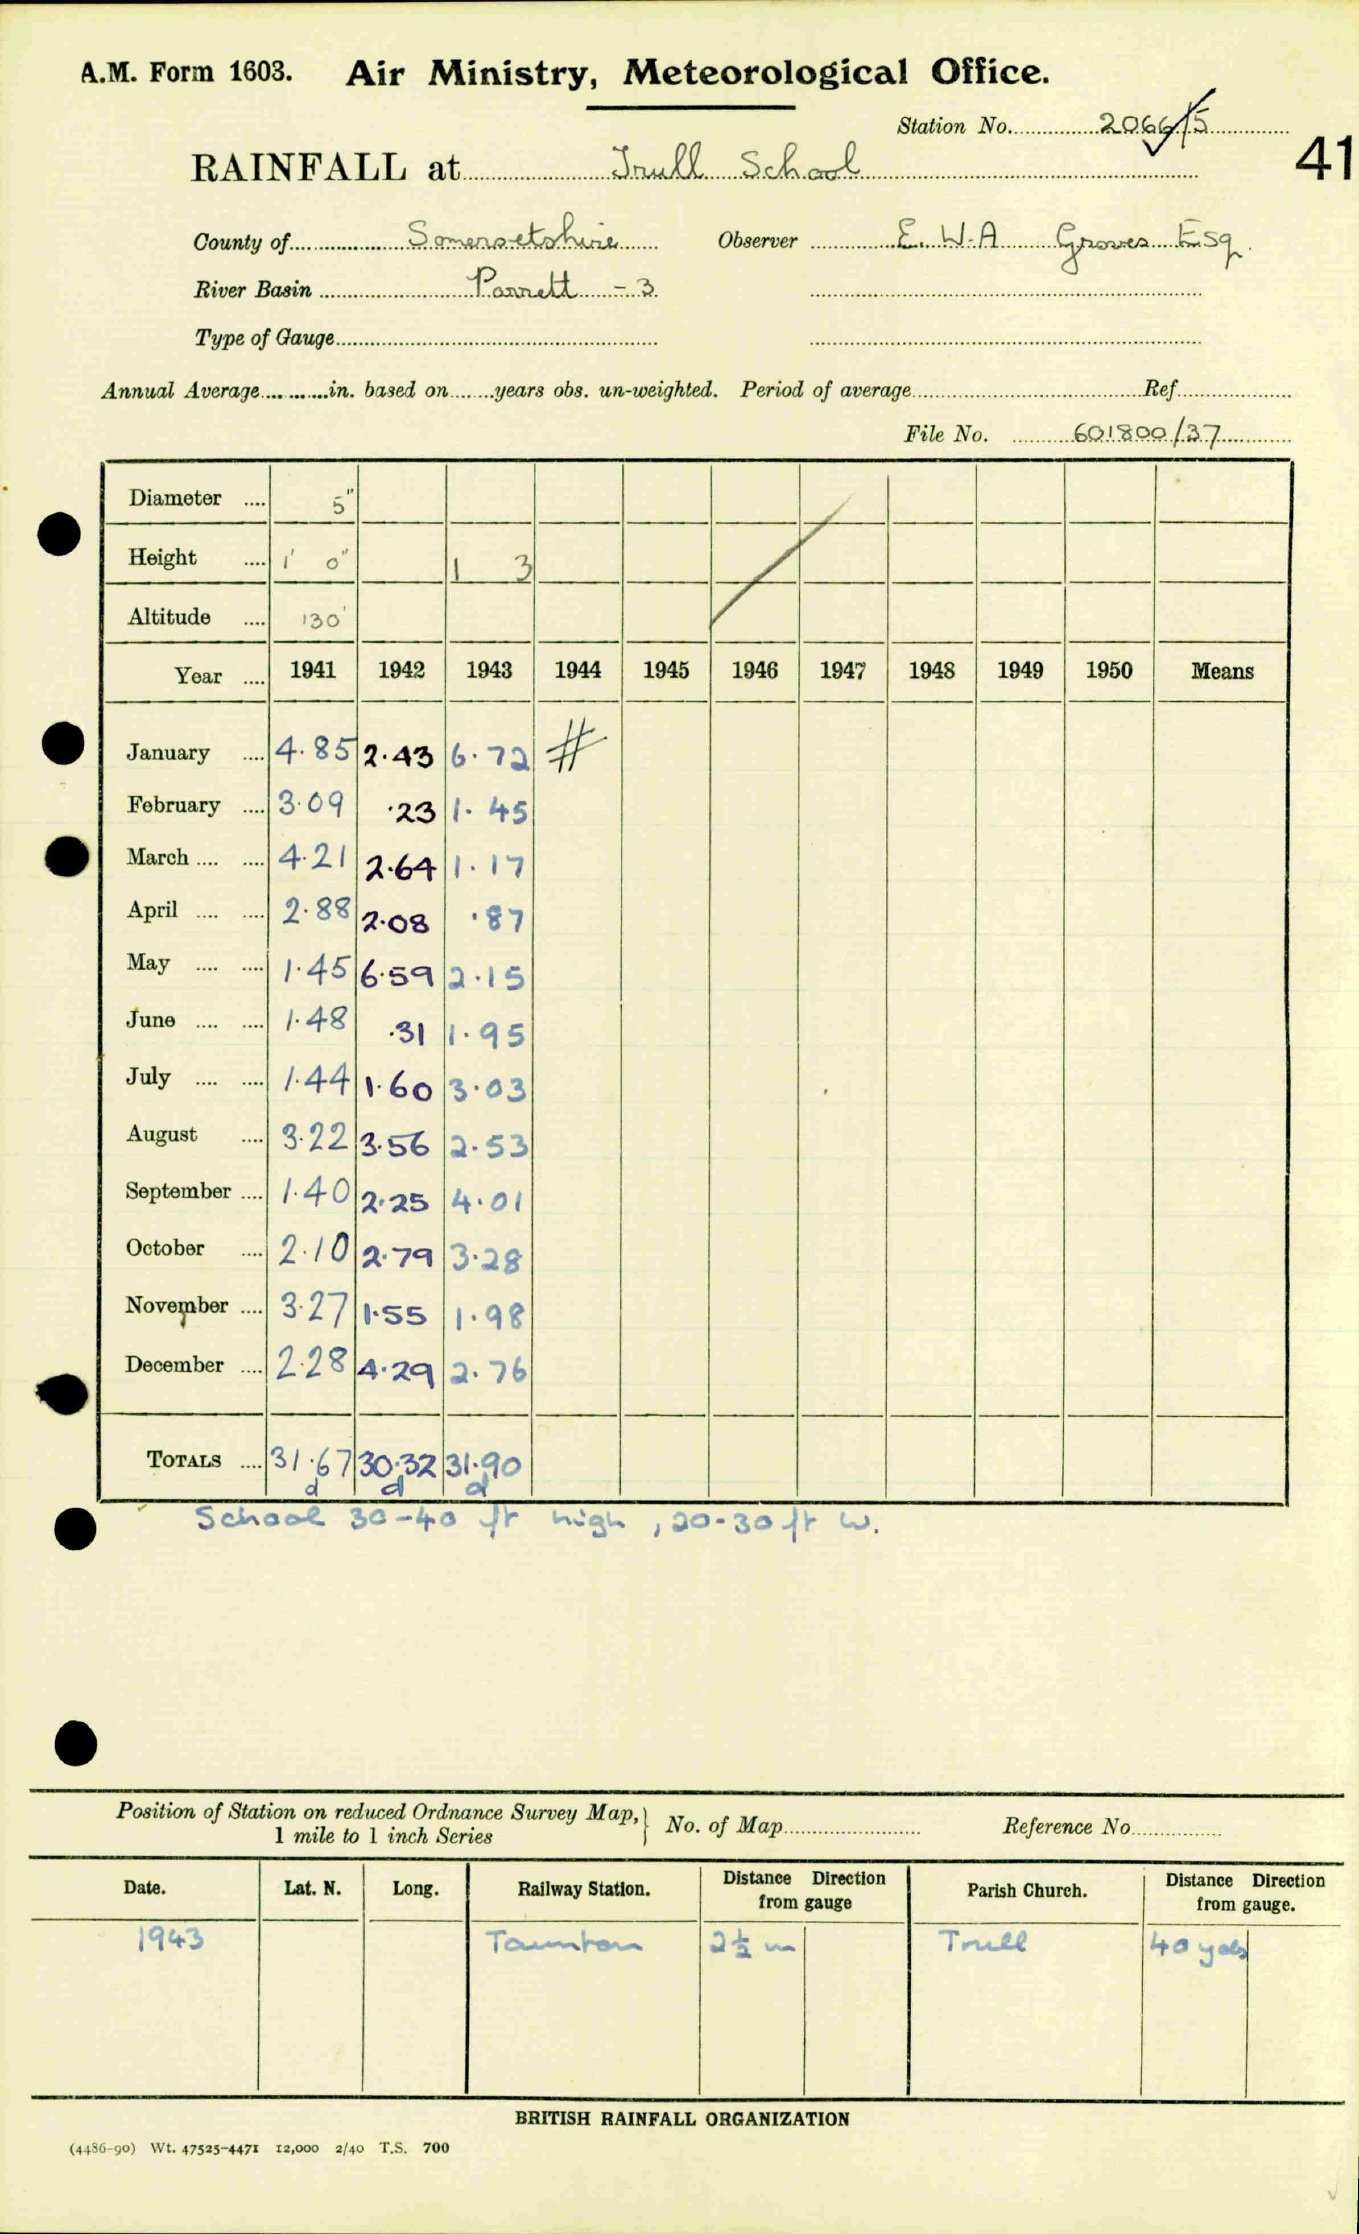 A.M. Form 1603. Air Ministry, Meteorological Office.
Station No. 2066/5
41
RAINFALL at Trull School
County of Somersetshire Observer E. W.A Groves Esq.
River Basin Parrett - 3
Type of Gauge
Annual Average in. based on years obs. un-weighted. Period of average Ref
File No. 601800/37
Diameter 5"
Height 1' 0" 1 3
Altitude 130'
Year 1941 1942 1943 1944 1945 1946 1947 1948 1949 1950 Means
January 4.85 2.43 6.72 #
February 3.09 .23 1.45
March 4.21 2.64 1.17
April 2.88 2.08 .87
May 1.45 6.59 2.15
June 1.48 .31 1.95
July 1.44 1.60 3.03
August 3.22 3.56 2.53
September 1.40 2.25 4.01
October 2.10 2.79 3.28
November 3.27 1.55 1.98
December 2.28 4.29 2.76
TOTALS 31.67 30.32 31.90
d d d
School 30-40 ft high, 20-30 ft W.
Position of Station on reduced Ordnance Survey Map, No. of Map Reference No
1 mile to 1 inch Series
Date. Lat. N. Long. Railway Station. Distance Direction from gauge Parish Church. Distance Direction from gauge.
1943 Taunton 2½ m Trull 40 yds
BRITISH RAINFALL ORGANIZATION
(4486-90) Wt. 47525-4471 12,000 2/40 T.S. 700